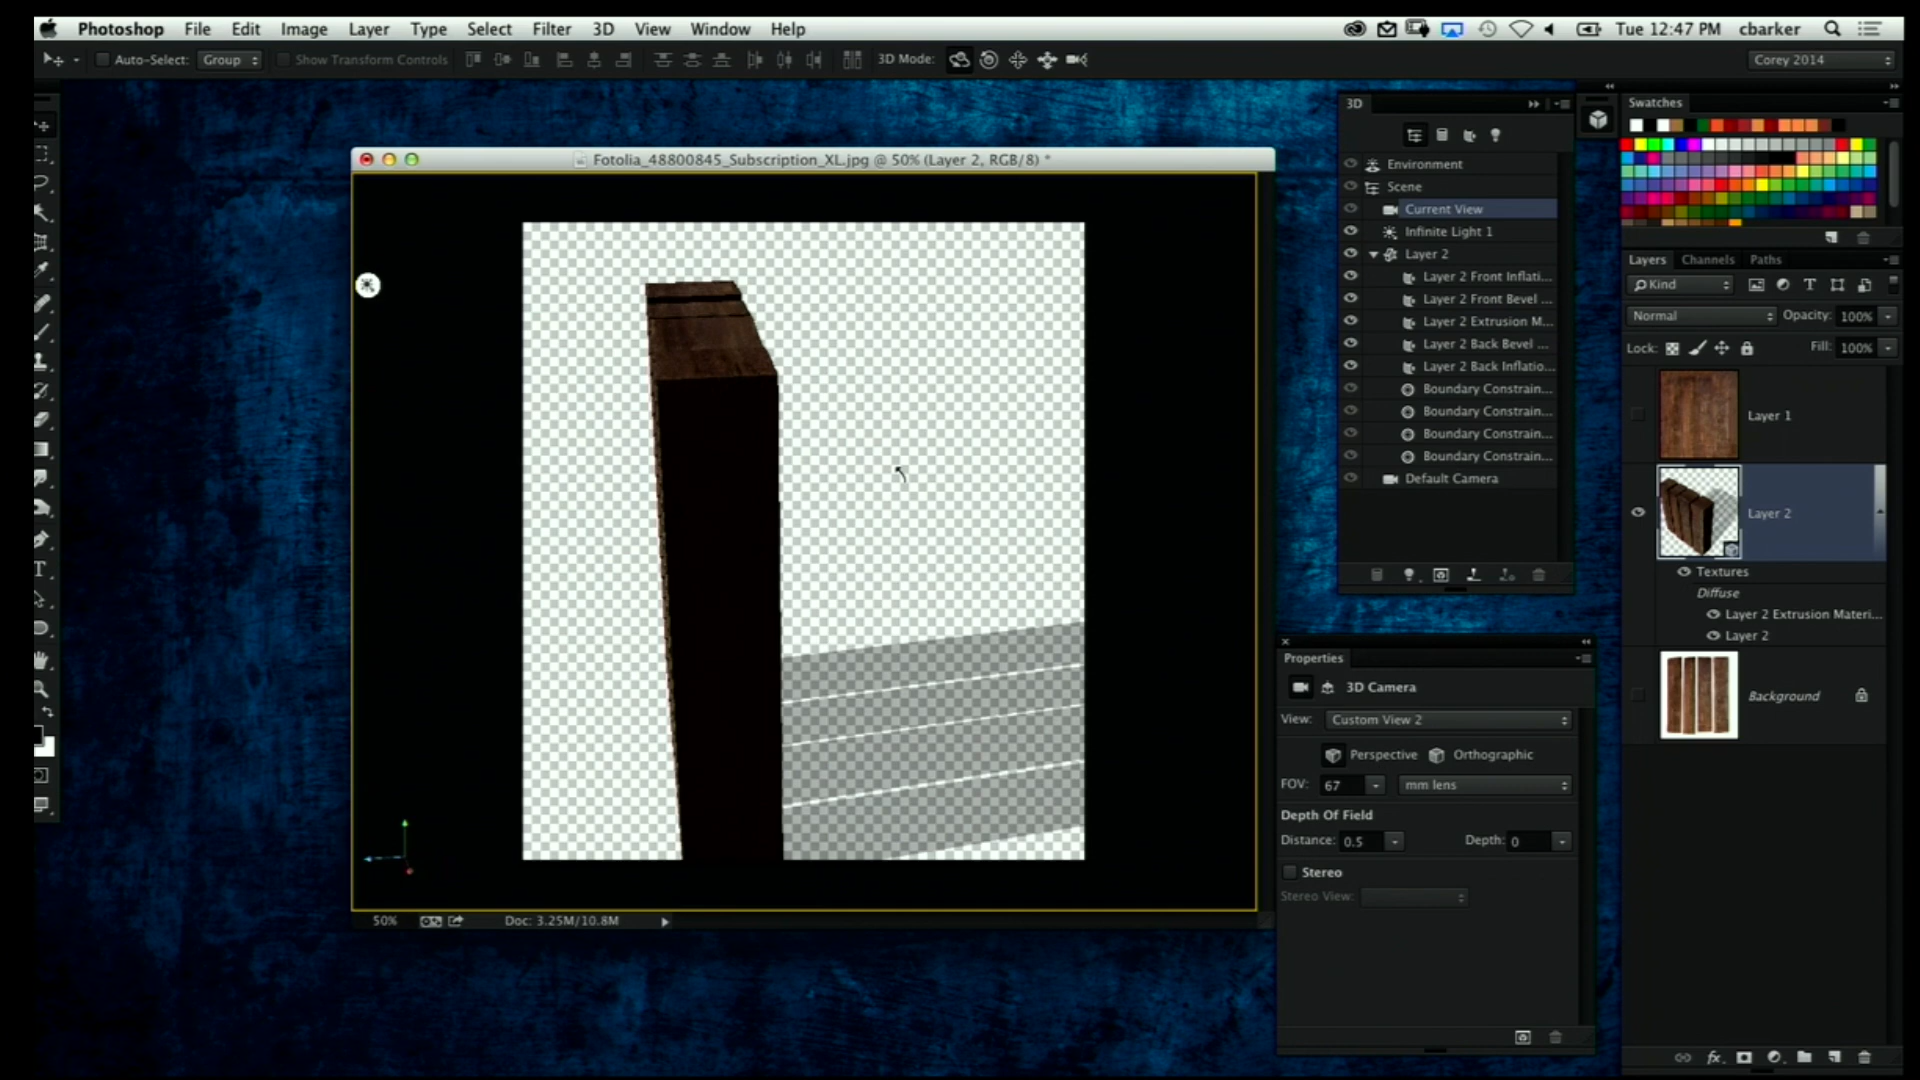 Photoshop File Edit Image Layer Type Select Filter 3D View Window Help Tue 12:47 PM cbarker
Auto-Select: Group Show Transform Controls 3D Mode: Corey 2014
Fotolia_48800845_Subscription_XL.jpg @ 50% (Layer 2, RGB/8) *
50% Doc: 3.25M/10.8M
3D
Environment
Scene
Current View
Infinite Light 1
Layer 2
Layer 2 Front Inflati...
Layer 2 Front Bevel ...
Layer 2 Extrusion M...
Layer 2 Back Bevel ...
Layer 2 Back Inflatio...
Boundary Constrain...
Boundary Constrain...
Boundary Constrain...
Boundary Constrain...
Default Camera
Properties
3D Camera
View: Custom View 2
Perspective Orthographic
FOV: 67 mm lens
Depth Of Field
Distance: 0.5 Depth: 0
Stereo
Stereo View:
Swatches
Layers Channels Paths
Kind
Normal Opacity: 100%
Lock: Fill: 100%
Layer 1
Layer 2
Textures
Diffuse
Layer 2 Extrusion Materi...
Layer 2
Background
fx